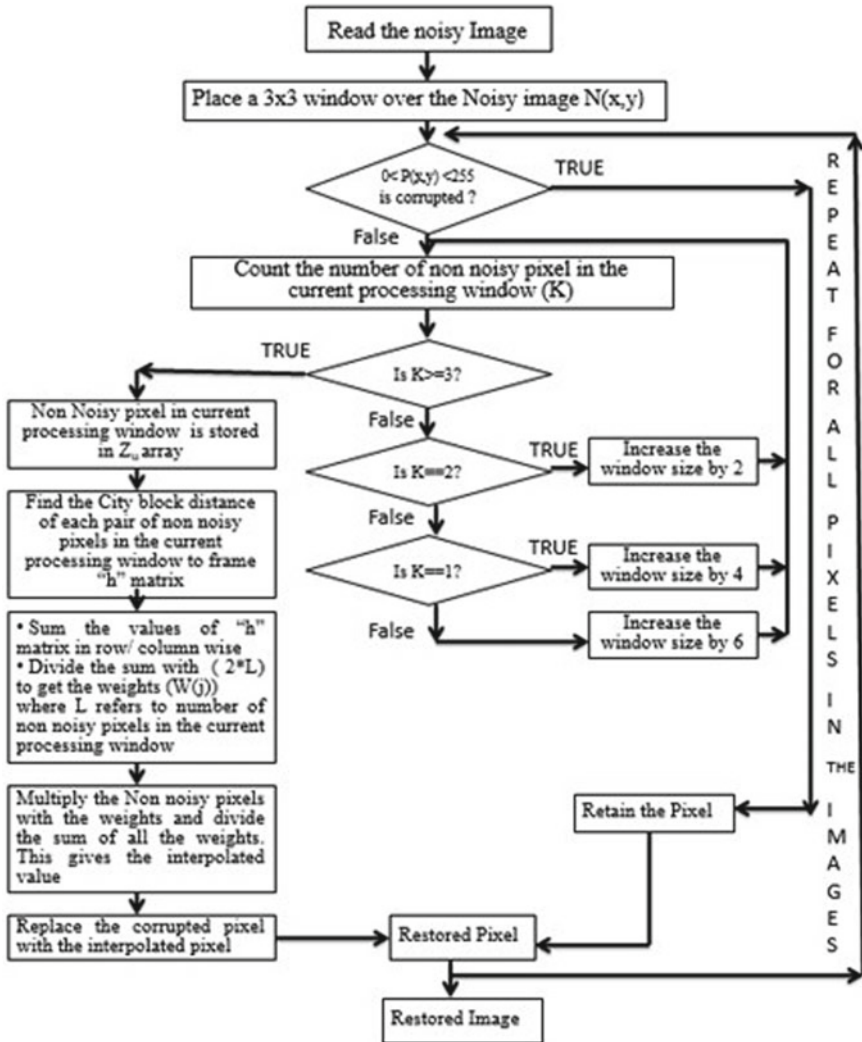 Read the noisy Image
Place a 3x3 window over the Noisy image N(x,y)
0< P(x,y) <255
is corrupted ?
TRUE
False
Count the number of non noisy pixel in the
current processing window (K)
Is K>=3?
TRUE
False
Non Noisy pixel in current
processing window is stored
in Zu array
Is K==2?
TRUE
Increase the
window size by 2
False
Find the City block distance
of each pair of non noisy
pixels in the current
processing window to frame
“h” matrix
Is K==1?
TRUE
Increase the
window size by 4
False
Increase the
window size by 6
• Sum the values of “h”
matrix in row/ column wise
• Divide the sum with ( 2*L)
to get the weights (W(j))
where L refers to number of
non noisy pixels in the current
processing window
Multiply the Non noisy pixels
with the weights and divide
the sum of all the weights.
This gives the interpolated
value
Retain the Pixel
Replace the corrupted pixel
with the interpolated pixel
Restored Pixel
Restored Image
REPEAT FOR ALL PIXELS IN THE IMAGES